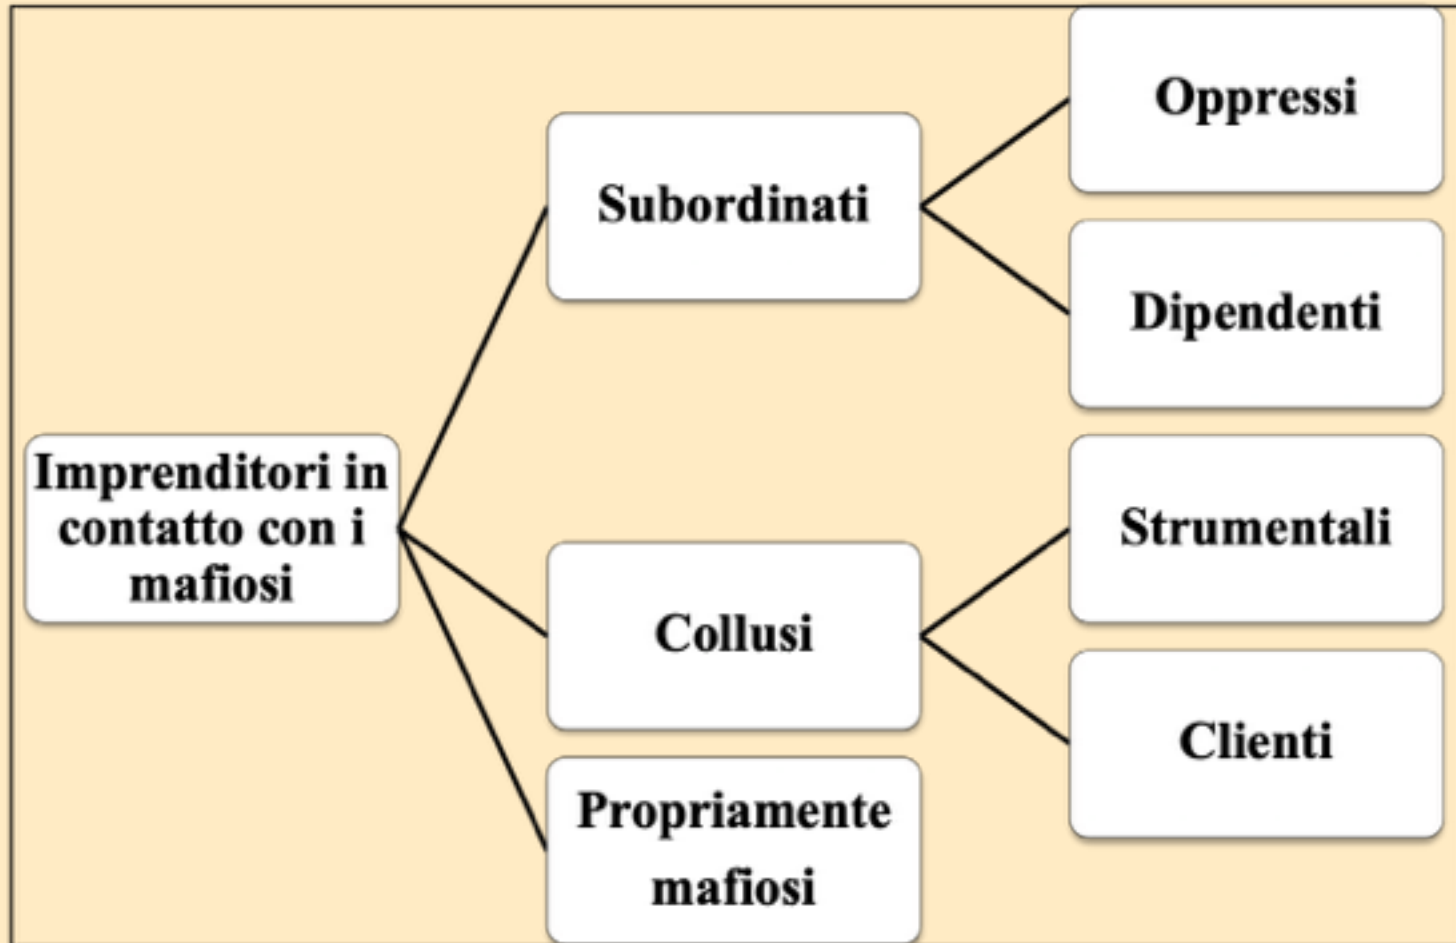 Oppressi
Subordinati
Dipendenti
Imprenditori in
contatto con i
mafiosi
Strumentali
Collusi
Clienti
Propriamente
mafiosi